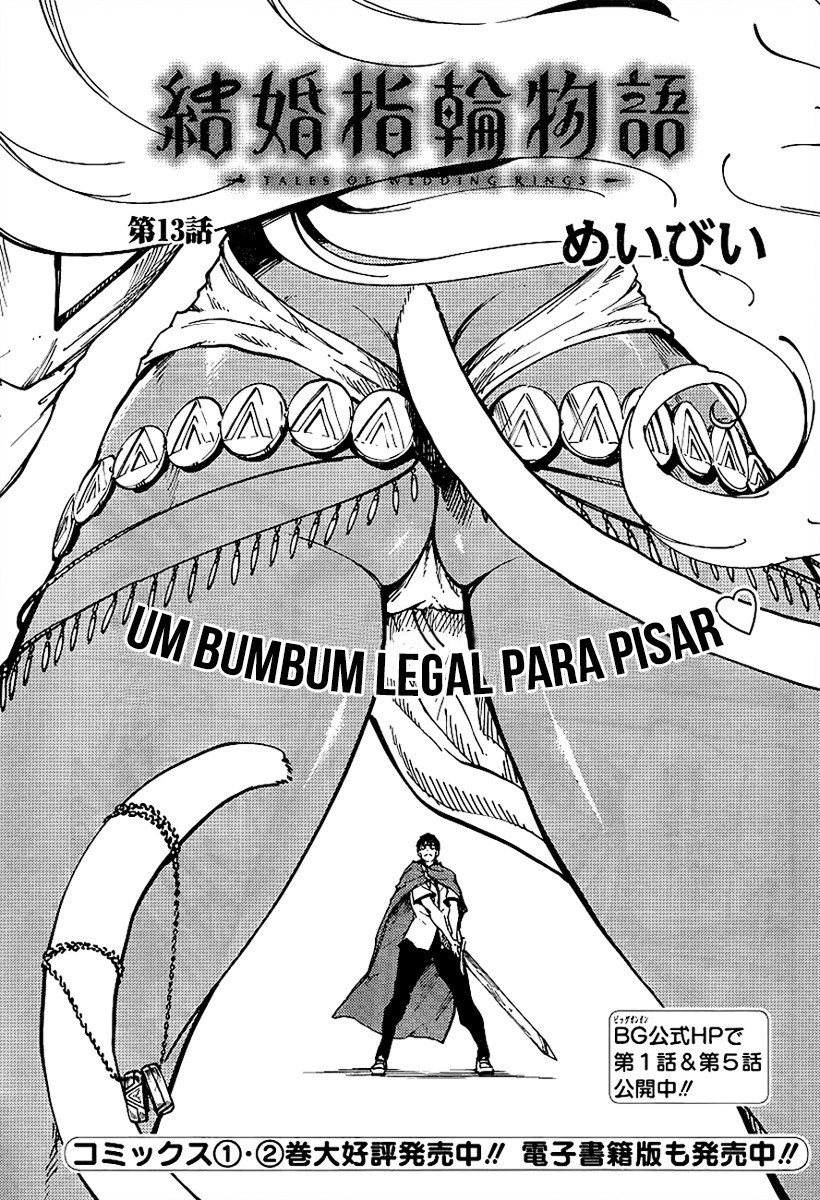 結婚指輪物語
TALES OF WEDDING RINGS
第13話
めいびい
UM BUMBUM LEGAL PARA PISAR♡
ビッグガンガン
BG公式HPで
第1話&第5話
公開中!!
コミックス①・②巻大好評発売中!! 電子書籍版も発売中!!